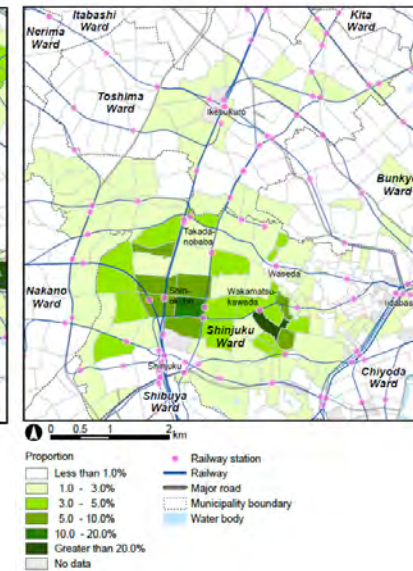 Itabashi
Ward
Kita
Ward
Nerima
Ward
Toshima
Ward
Ikebukuro
Bunkyo
Ward
Takada-
nobaba
Waseda
Nakano
Ward
Shin-
Wakamatsu-
kawada
Iidabashi
Shinjuku
Ward
Shinjuku
Chiyoda
Ward
Shibuya
Ward
0 0.5 1 2
km
Proportion
Less than 1.0%
1.0 - 3.0%
3.0 - 5.0%
5.0 - 10.0%
10.0 - 20.0%
Greater than 20.0%
No data
Railway station
Railway
Major road
Municipality boundary
Water body